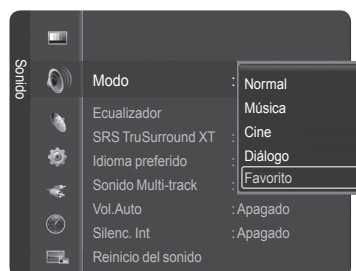 Sonido
Modo : Normal
Música
Cine
Diálogo
Favorito
Ecualizador
SRS TruSurround XT :
Idioma preferido :
Sonido Multi-track :
Vol.Auto : Apagado
Silenc. Int : Apagado
Reinicio del sonido